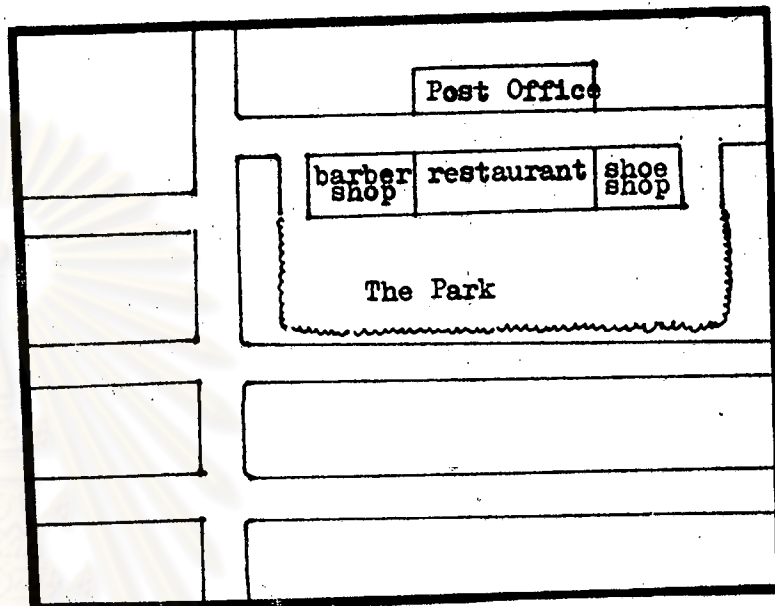 Post Office
barber shop
restaurant
shoe shop
The Park